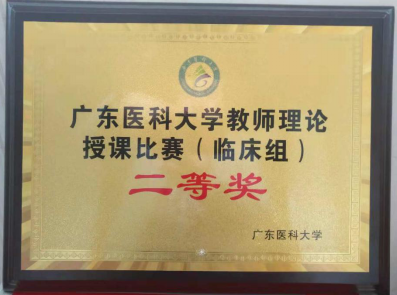 广东医科大学教师理论
授课比赛（临床组）
二等奖
广东医科大学